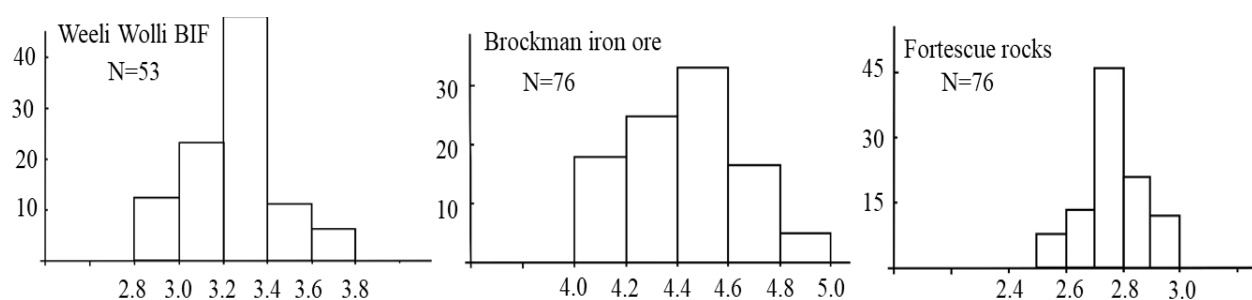 Weeli Wolli BIF
N=53
40
30
20
10
2.8 3.0 3.2 3.4 3.6 3.8
Brockman iron ore
N=76
30
20
10
4.0 4.2 4.4 4.6 4.8 5.0
Fortescue rocks
N=76
45
30
15
2.4 2.6 2.8 3.0